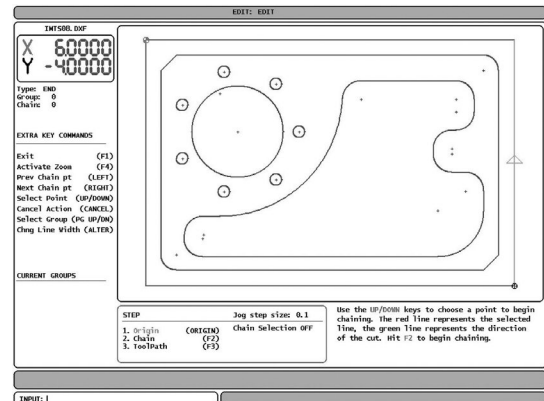 EDIT: EDIT
IMTS08.DXF
X 6.0000
Y -4.0000
Type: END
Group: 0
Chain: 0
EXTRA KEY COMMANDS
Exit (F1)
Activate Zoom (F4)
Prev Chain pt (LEFT)
Next Chain pt (RIGHT)
Select Point (UP/DOWN)
Cancel Action (CANCEL)
Select Group (PG UP/DN)
Chng Line Width (ALTER)
CURRENT GROUPS
STEP Jog step size: 0.1
1. Origin (ORIGIN) Chain Selection OFF
2. Chain (F2)
3. ToolPath (F3)
Use the UP/DOWN keys to choose a point to begin
chaining. The red line represents the selected
line, the green line represents the direction
of the cut. Hit F2 to begin chaining.
INPUT: